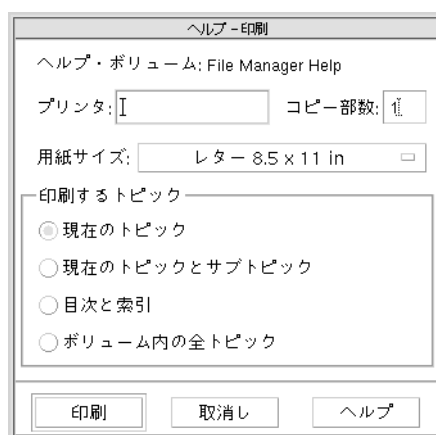 ヘルプ - 印刷
ヘルプ・ボリューム: File Manager Help
プリンタ: コピー部数: 1
用紙サイズ: レター 8.5 x 11 in
印刷するトピック
現在のトピック
現在のトピックとサブトピック
目次と索引
ボリューム内の全トピック
印刷 取消し ヘルプ